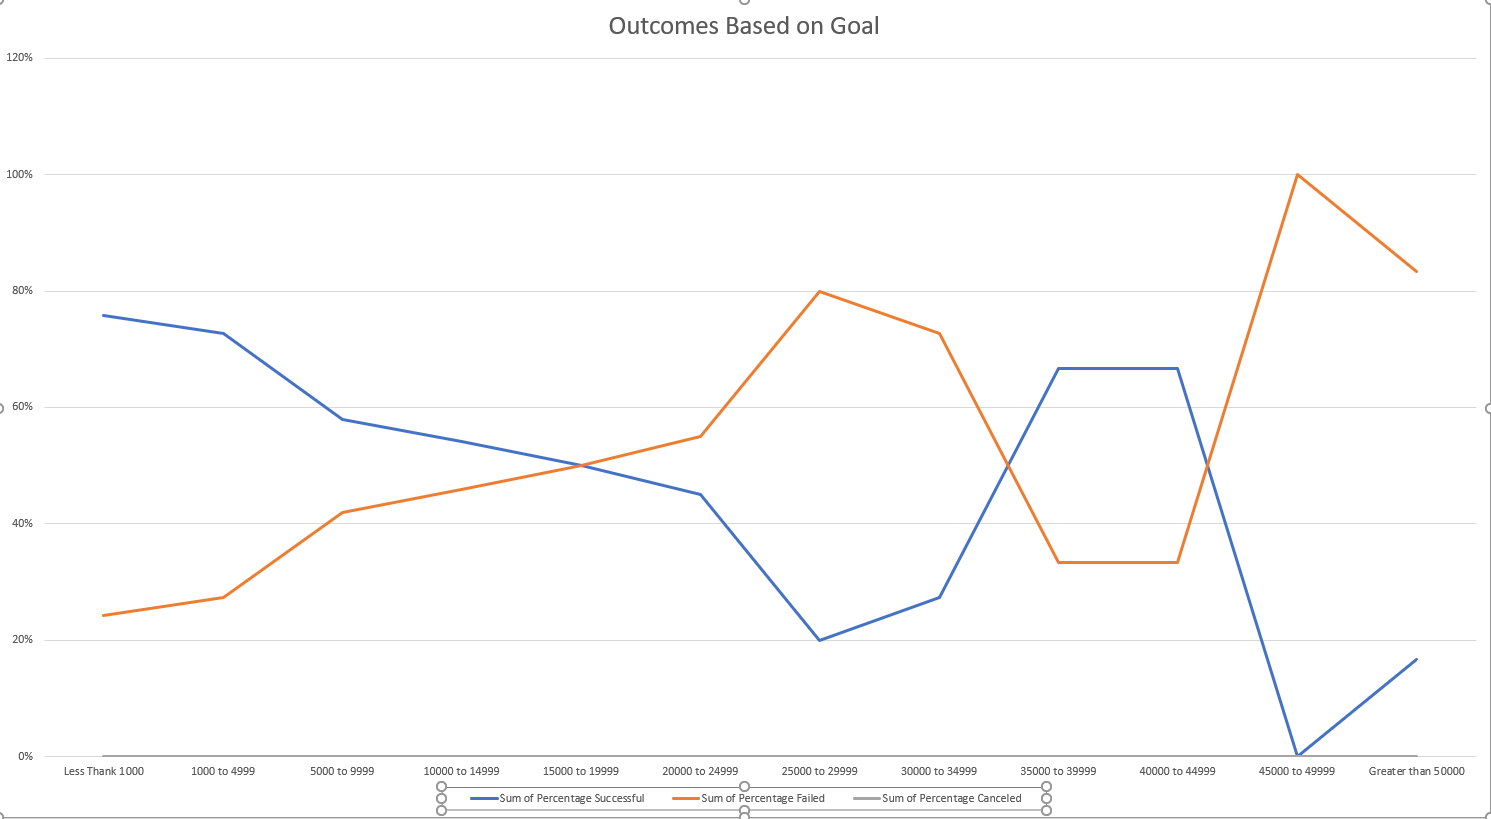 Outcomes Based on Goal
120%
100%
80%
60%
40%
20%
0%
Less Thank 1000 1000 to 4999 5000 to 9999 10000 to 14999 15000 to 19999 20000 to 24999 25000 to 29999 30000 to 34999 35000 to 39999 40000 to 44999 45000 to 49999 Greater than 50000
Sum of Percentage Successful Sum of Percentage Failed Sum of Percentage Canceled